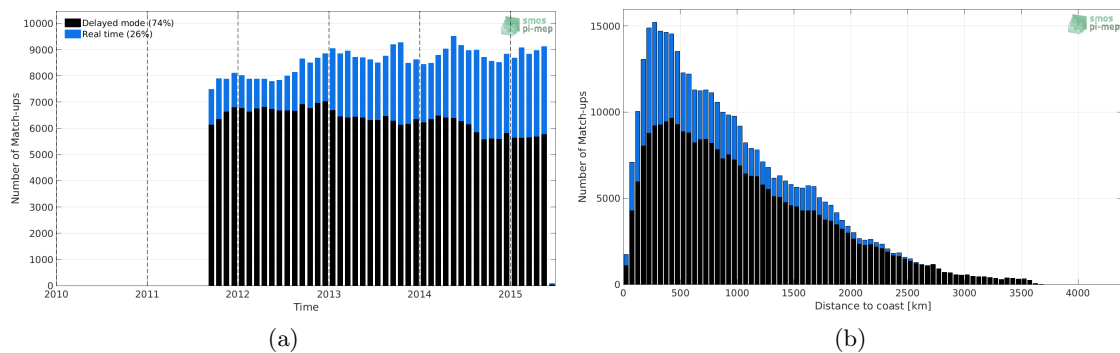 Delayed mode (74%)
Real time (26%)
smos
pi-mep
10000
9000
8000
7000
6000
5000
4000
3000
2000
1000
0
Number of Match-ups
2010 2011 2012 2013 2014 2015
Time
(a)
smos
pi-mep
15000
10000
5000
0
Number of Match-ups
0 500 1000 1500 2000 2500 3000 3500 4000
Distance to coast [km]
(b)